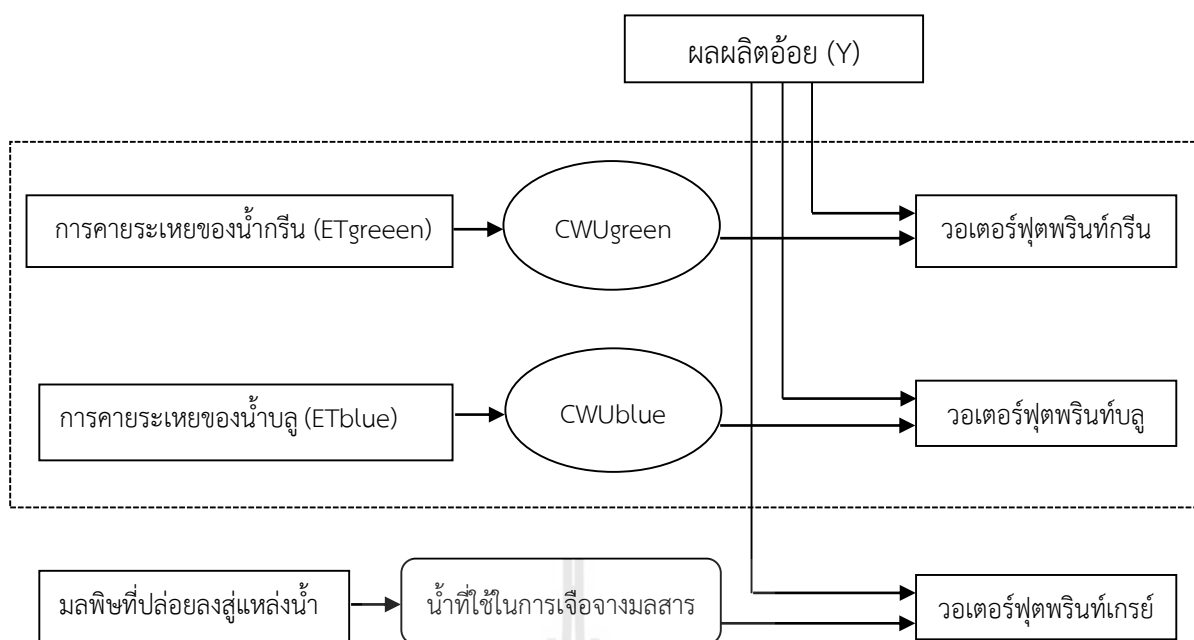 ผลผลิตอ้อย (Y)
การคายระเหยของน้ำกรีน (ETgreeen)
CWUgreen
วอเตอร์ฟุตพรินท์กรีน
การคายระเหยของน้ำบลู (ETblue)
CWUblue
วอเตอร์ฟุตพรินท์บลู
มลพิษที่ปล่อยลงสู่แหล่งน้ำ
น้ำที่ใช้ในการเจือจางมลสาร
วอเตอร์ฟุตพรินท์เกรย์